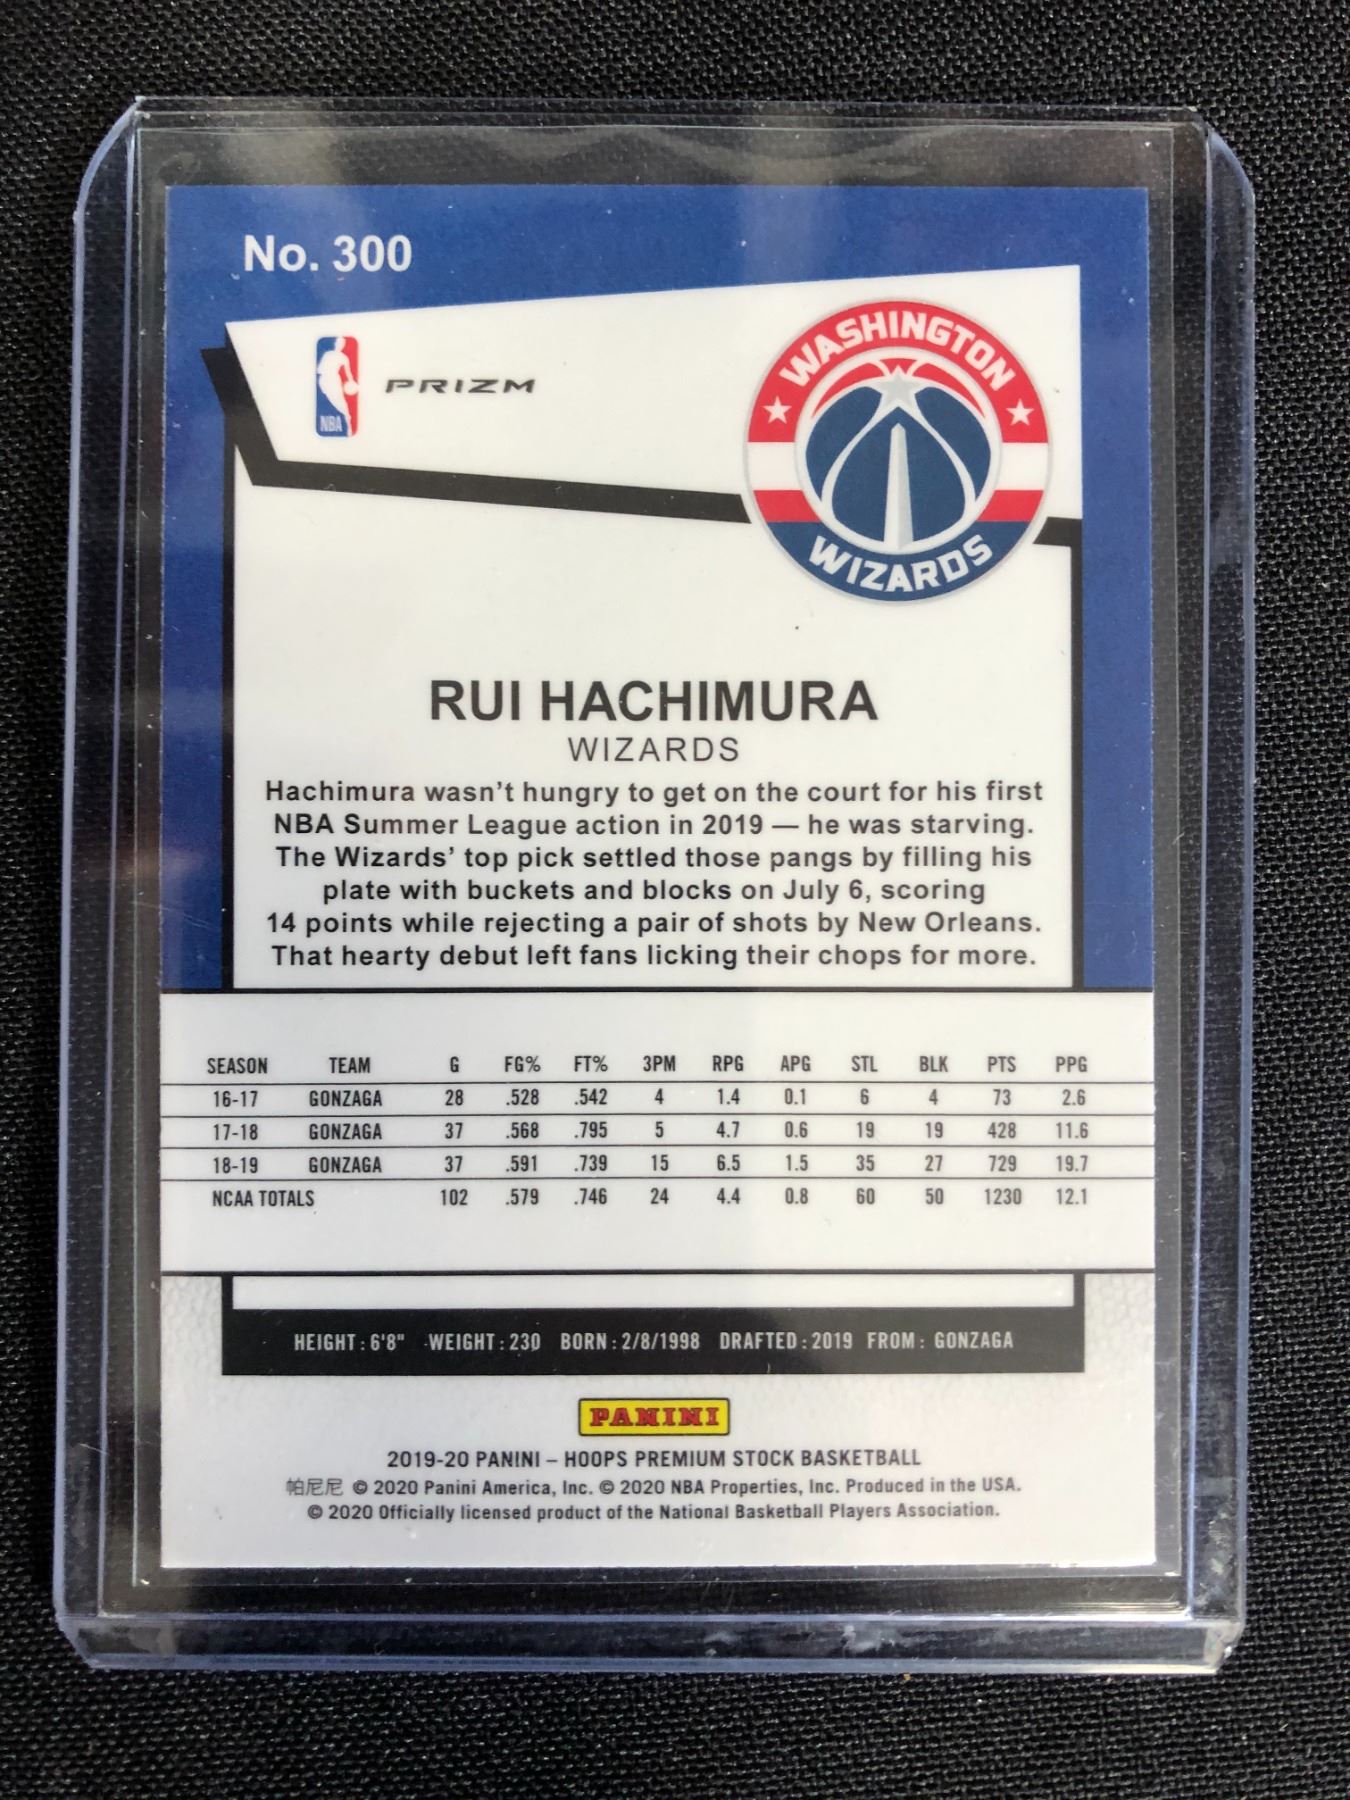 No. 300
NBA
PRIZM
WASHINGTON
WIZARDS
RUI HACHIMURA
WIZARDS
Hachimura wasn't hungry to get on the court for his first
NBA Summer League action in 2019 — he was starving.
The Wizards' top pick settled those pangs by filling his
plate with buckets and blocks on July 6, scoring
14 points while rejecting a pair of shots by New Orleans.
That hearty debut left fans licking their chops for more.
SEASON TEAM G FG% FT% 3PM RPG APG STL BLK PTS PPG
16-17 GONZAGA 28 .528 .542 4 1.4 0.1 6 4 73 2.6
17-18 GONZAGA 37 .568 .795 5 4.7 0.6 19 19 428 11.6
18-19 GONZAGA 37 .591 .739 15 6.5 1.5 35 27 729 19.7
NCAA TOTALS 102 .579 .746 24 4.4 0.8 60 50 1230 12.1
HEIGHT : 6'8" WEIGHT : 230 BORN : 2/8/1998 DRAFTED : 2019 FROM : GONZAGA
PANINI
2019-20 PANINI – HOOPS PREMIUM STOCK BASKETBALL
帕尼尼 © 2020 Panini America, Inc. © 2020 NBA Properties, Inc. Produced in the USA.
© 2020 Officially licensed product of the National Basketball Players Association.